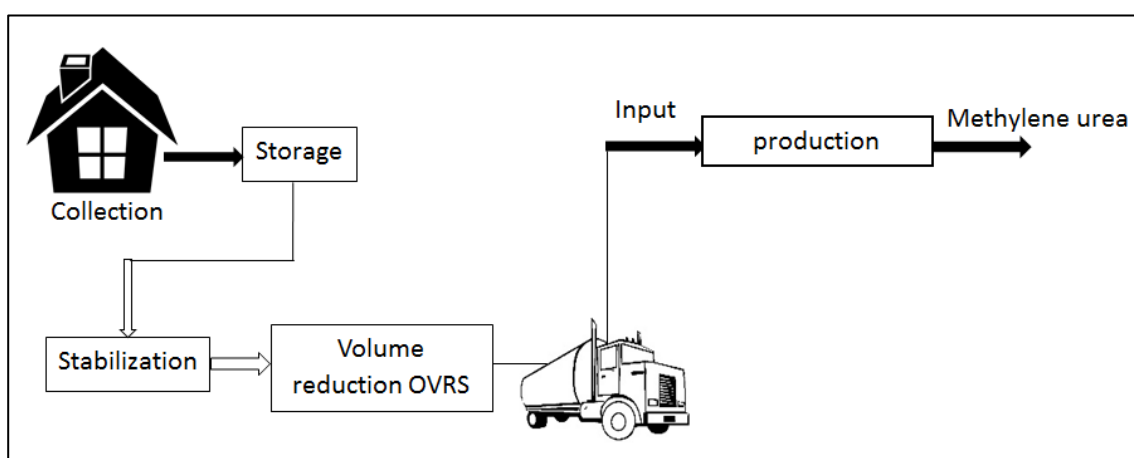 Collection
Storage
Stabilization
Volume
reduction OVRS
Input
production
Methylene urea